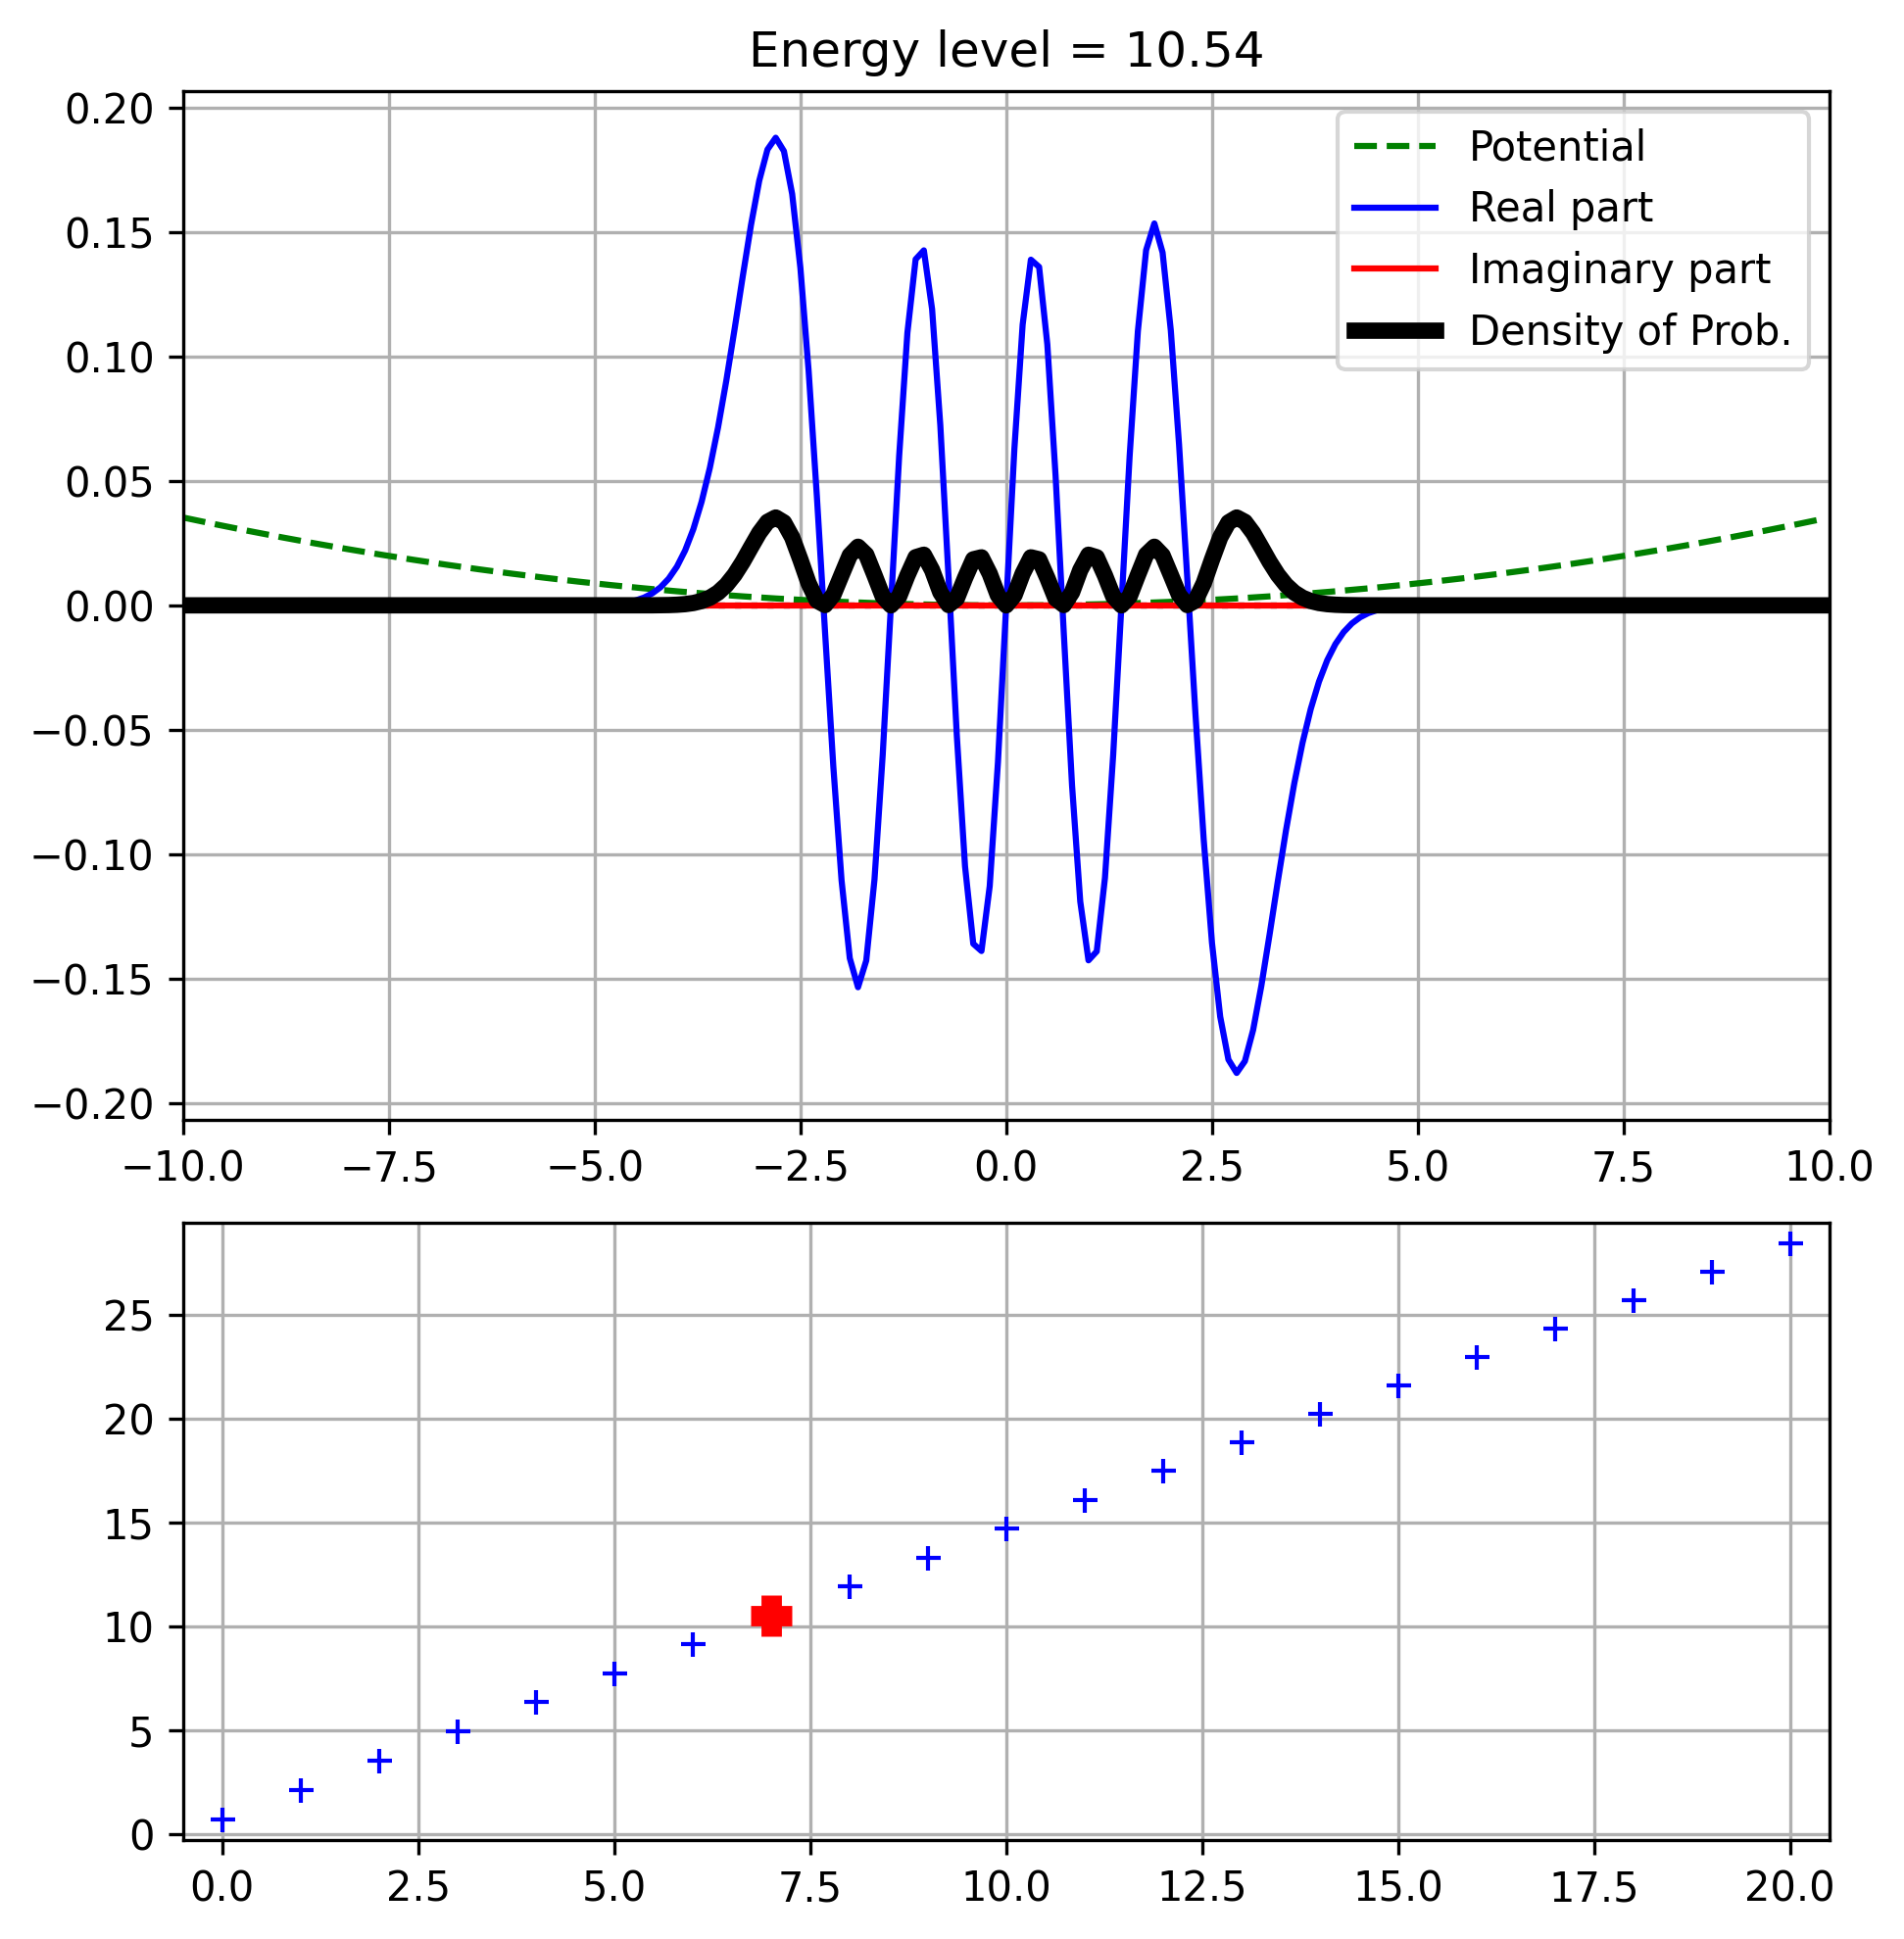 Energy level = 10.54
0.20
0.15
0.10
0.05
0.00
−0.05
−0.10
−0.15
−0.20
Potential
Real part
Imaginary part
Density of Prob.
−10.0 −7.5 −5.0 −2.5 0.0 2.5 5.0 7.5 10.0
25
20
15
10
5
0
0.0 2.5 5.0 7.5 10.0 12.5 15.0 17.5 20.0